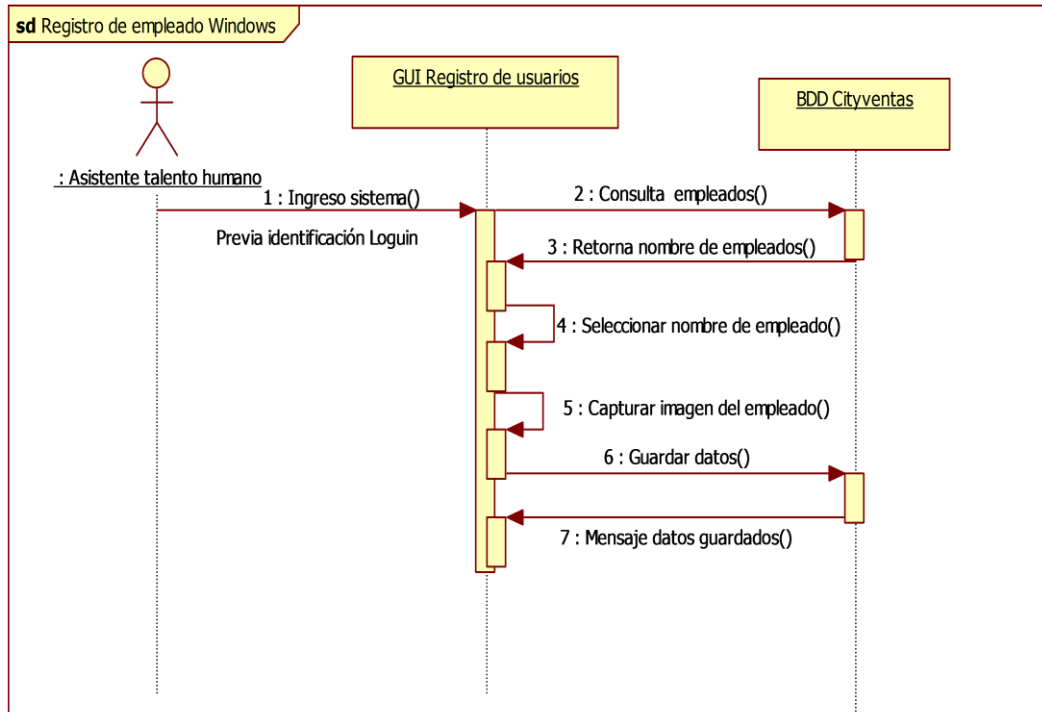 sd Registro de empleado Windows
GUI Registro de usuarios
BDD Cityventas
: Asistente talento humano
1 : Ingreso sistema()
2 : Consulta empleados()
Previa identificación Loguin
3 : Retorna nombre de empleados()
4 : Seleccionar nombre de empleado()
5 : Capturar imagen del empleado()
6 : Guardar datos()
7 : Mensaje datos guardados()